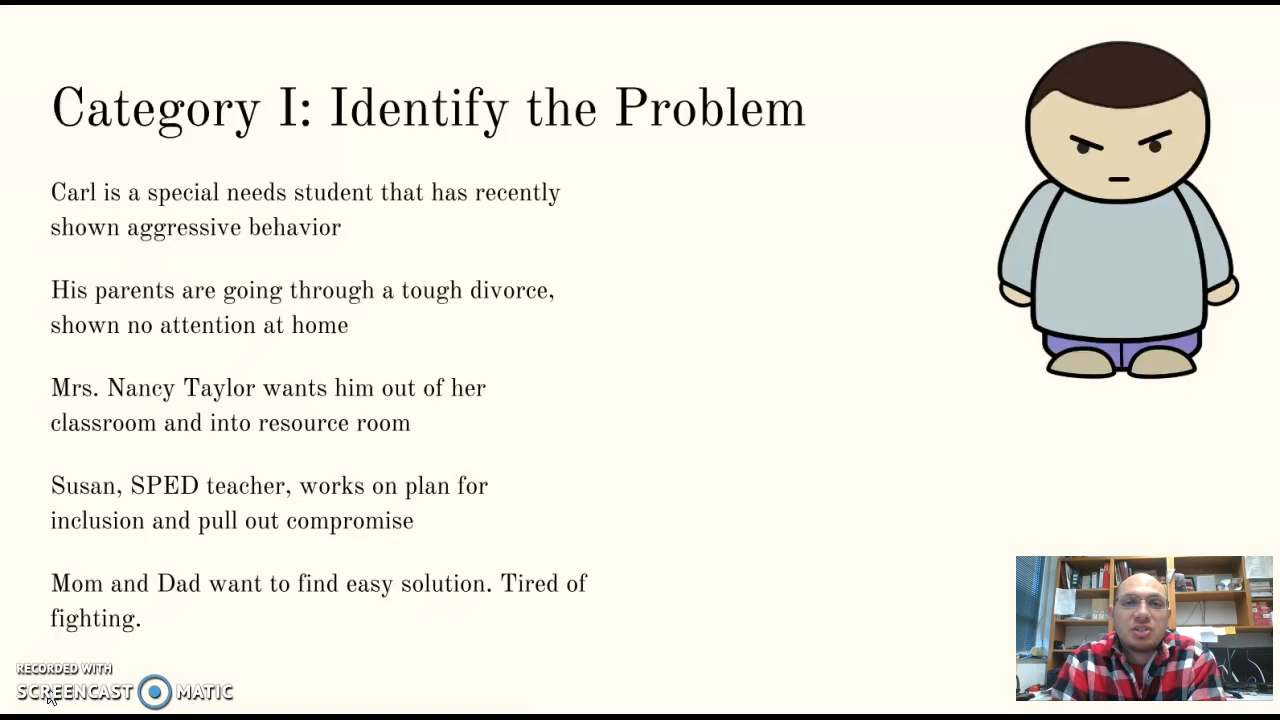 Category I: Identify the Problem
Carl is a special needs student that has recently
shown aggressive behavior
His parents are going through a tough divorce,
shown no attention at home
Mrs. Nancy Taylor wants him out of her
classroom and into resource room
Susan, SPED teacher, works on plan for
inclusion and pull out compromise
Mom and Dad want to find easy solution. Tired of
fighting.
RECORDED WITH
SCREENCAST MATIC